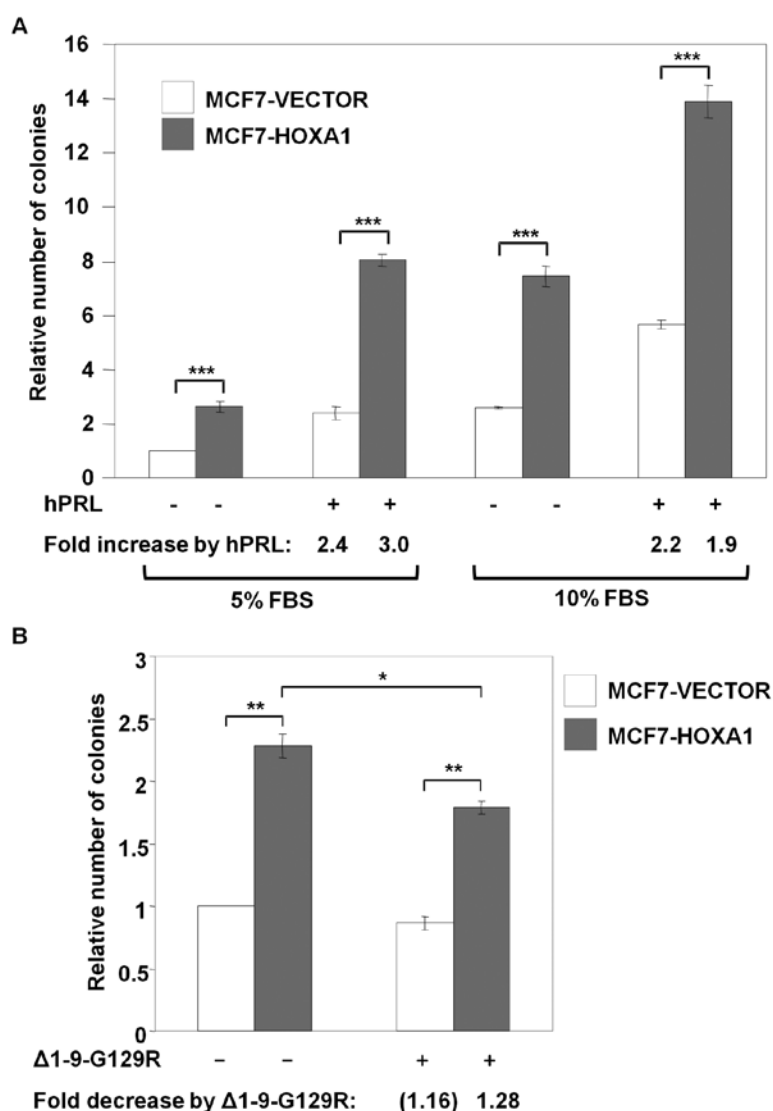 A
16
14
12
10
8
6
4
2
0
Relative number of colonies
MCF7-VECTOR
MCF7-HOXA1
***
***
***
***
hPRL - - + + - - + +
Fold increase by hPRL: 2.4 3.0 2.2 1.9
5% FBS 10% FBS
B
3
2.5
2
1.5
1
0.5
0
Relative number of colonies
MCF7-VECTOR
MCF7-HOXA1
*
**
**
Δ1-9-G129R – – + +
Fold decrease by Δ1-9-G129R: (1.16) 1.28